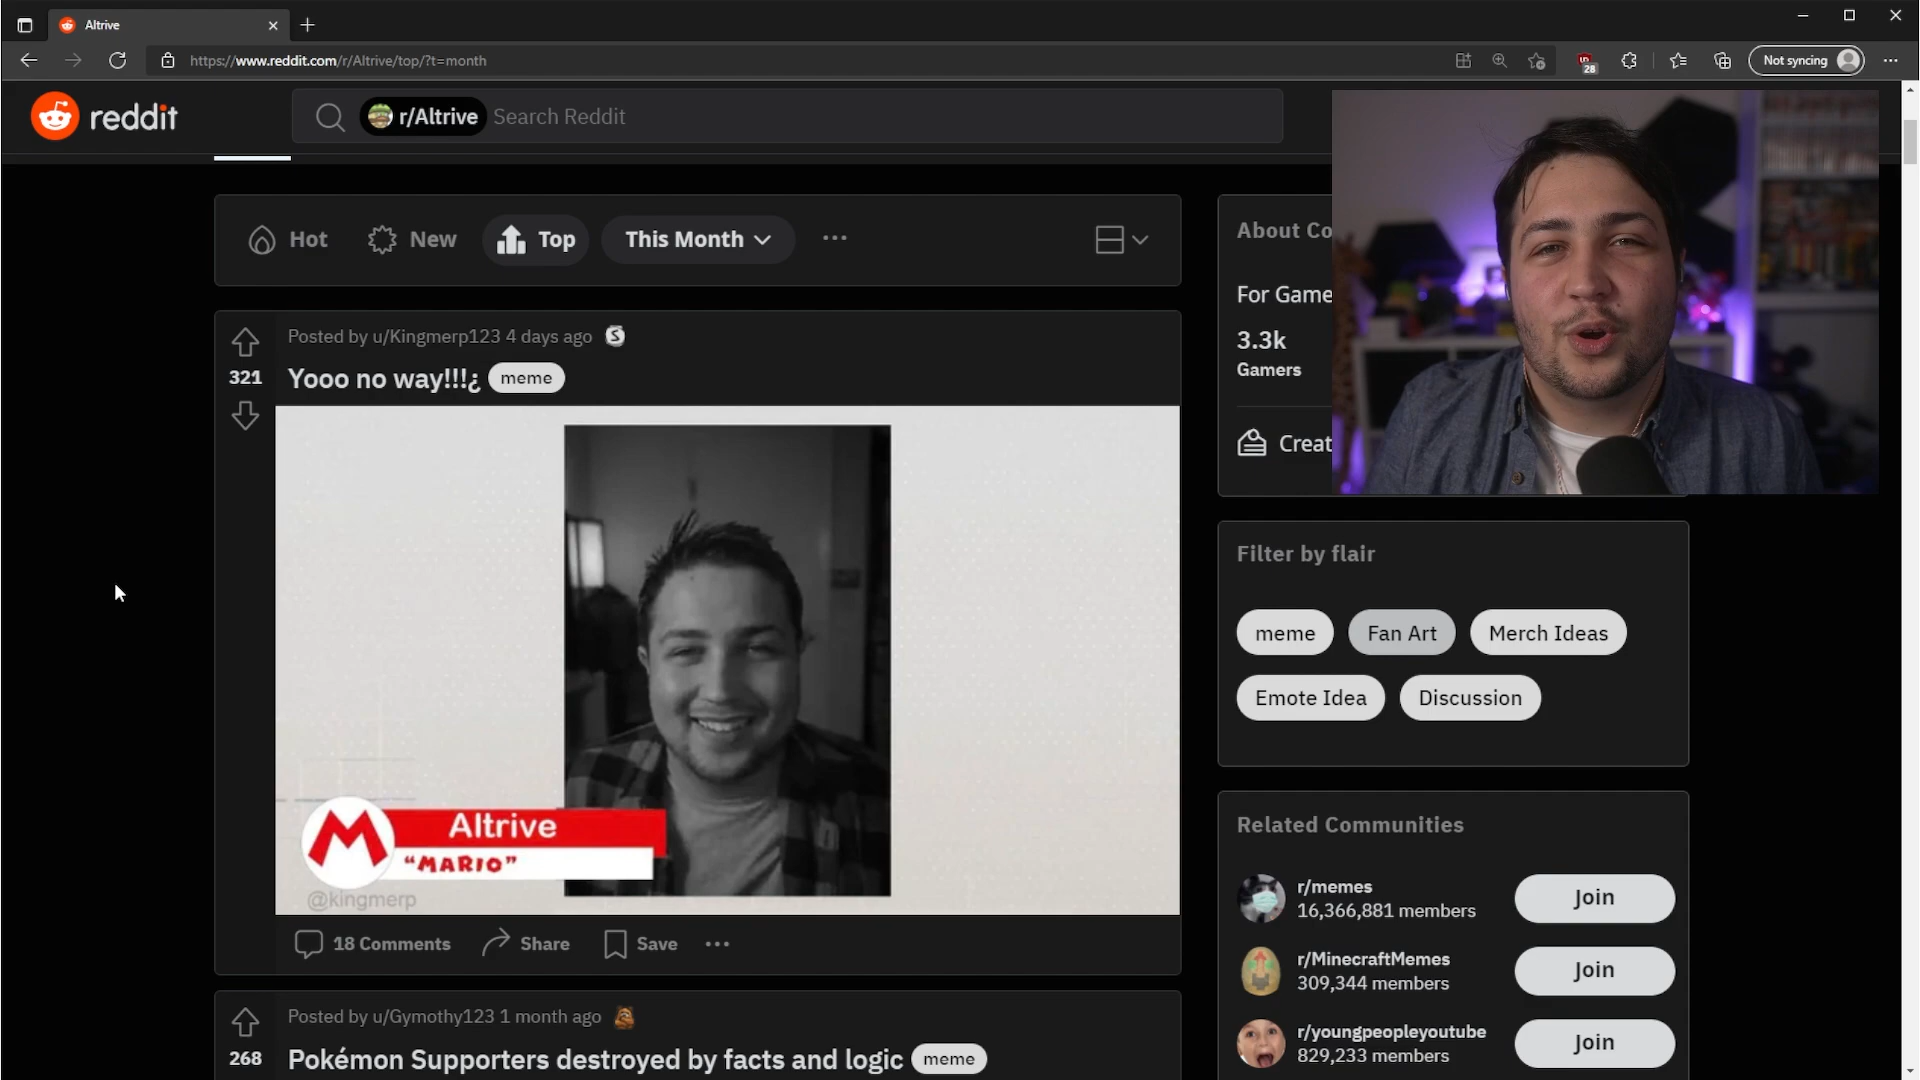 Altrive
https://www.reddit.com/r/Altrive/top/?t=month
28
Not syncing
reddit
r/Altrive Search Reddit
Hot New Top This Month
About Co
For Game
3.3k
Gamers
Creat
Posted by u/Kingmerp123 4 days ago
321
Yooo no way!!!¿ meme
Altrive
"MARIO"
@kingmerp
18 Comments Share Save
Filter by flair
meme Fan Art Merch Ideas
Emote Idea Discussion
Related Communities
r/memes
16,366,881 members
Join
r/MinecraftMemes
309,344 members
Join
r/youngpeopleyoutube
829,233 members
Join
Posted by u/Gymothy123 1 month ago
268
Pokémon Supporters destroyed by facts and logic meme